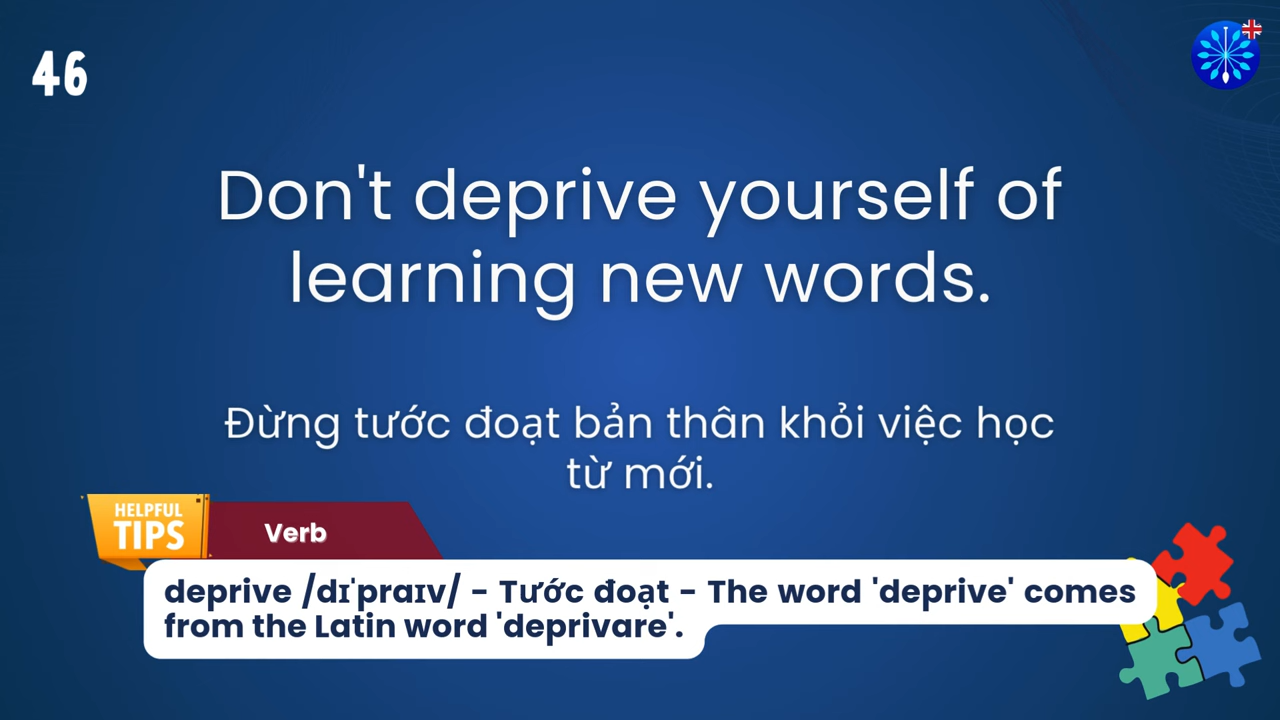 46
Don't deprive yourself of
learning new words.
Đừng tước đoạt bản thân khỏi việc học
từ mới.
HELPFUL
TIPS
Verb
deprive /dɪˈpraɪv/ - Tước đoạt - The word 'deprive' comes
from the Latin word 'deprivare'.